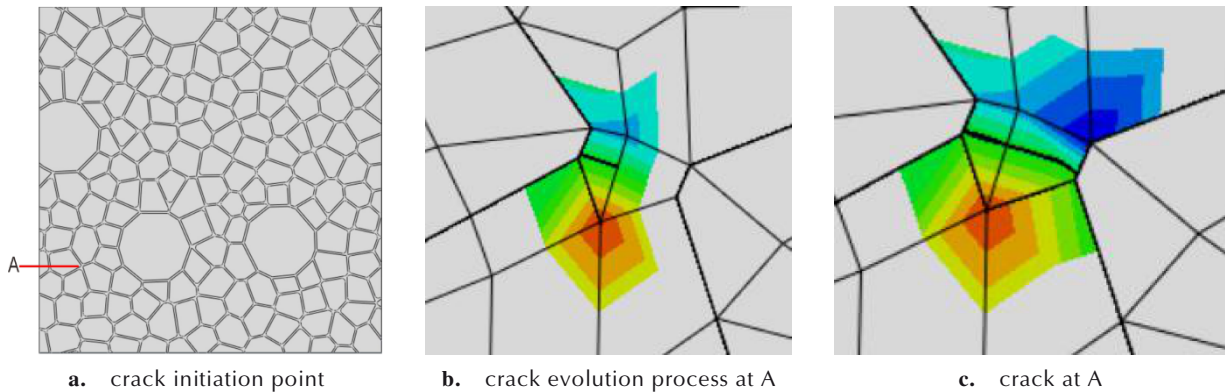 A
a. crack initiation point
b. crack evolution process at A
c. crack at A